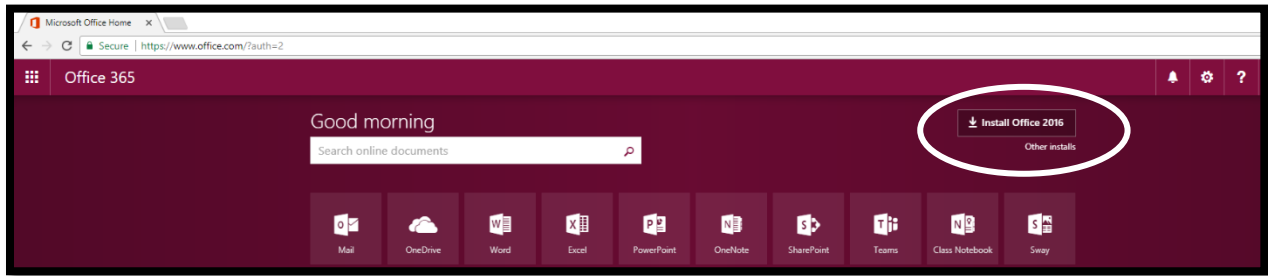 Microsoft Office Home x
Secure | https://www.office.com/?auth=2
Office 365
?
Good morning
Install Office 2016
Search online documents
Other installs
Mail OneDrive Word Excel PowerPoint OneNote SharePoint Teams Class Notebook Sway